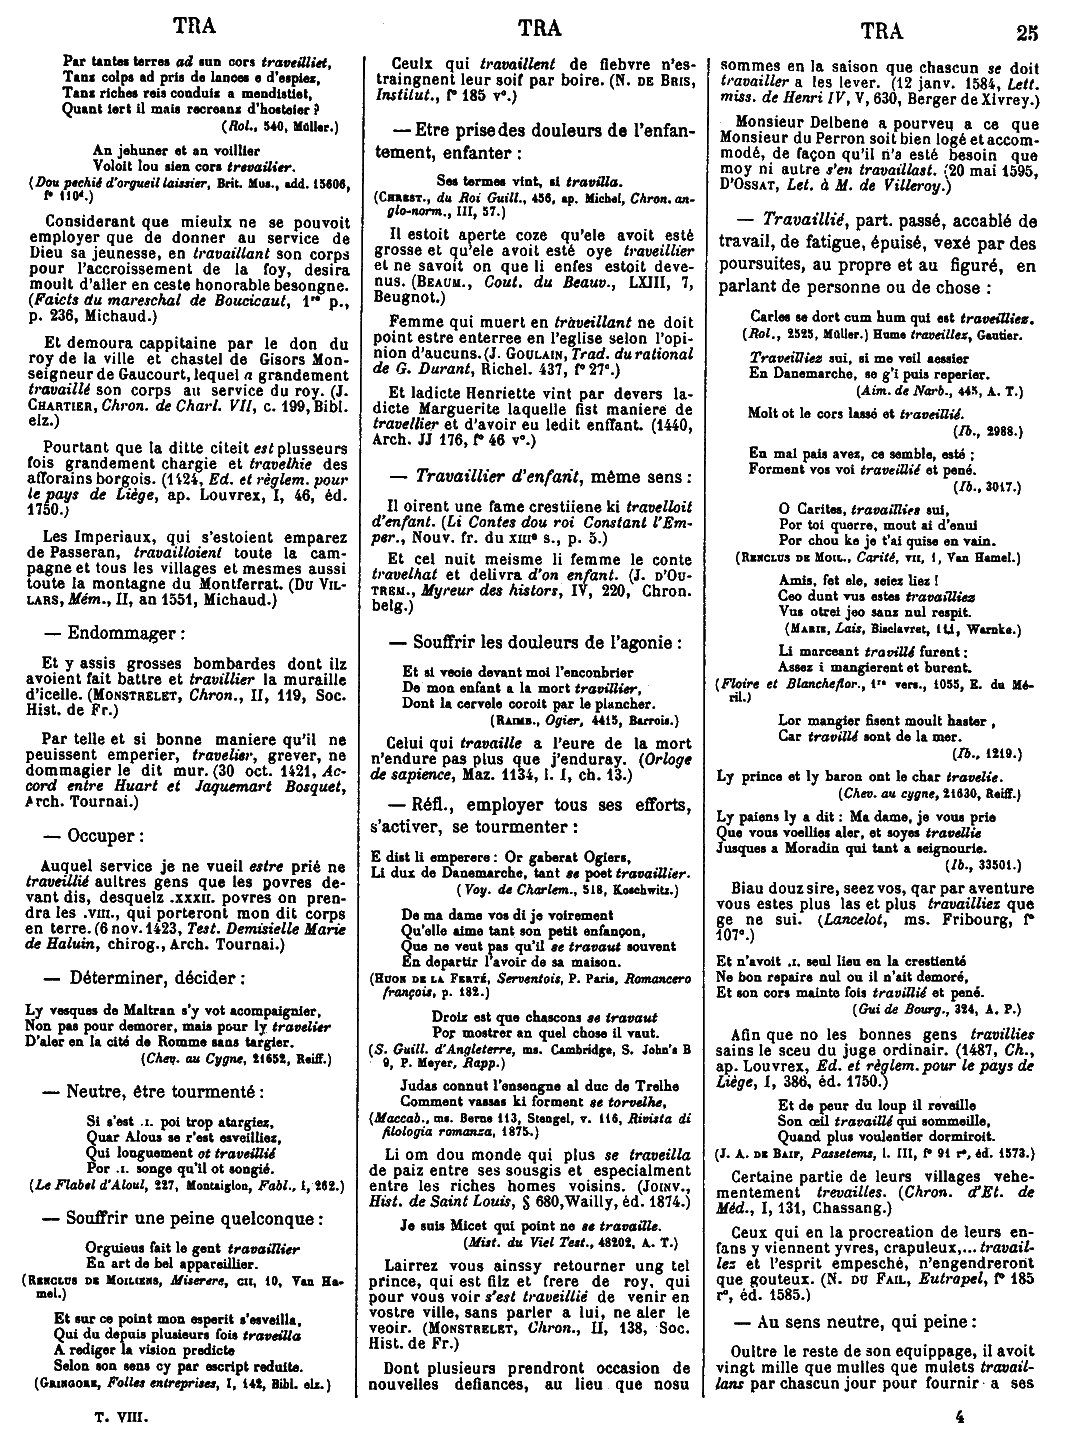 TRA
TRA
TRA
25
Par tantes terres ad sun cors traveilliet,
Tanz colps ad pris de lances e d'espiez,
Tanz riches reis conduiz a mendistiet,
Quant iert il mais recreanz d'hosteier ?
(Rol., 540, Müller.)
An jehuner et an voillier
Voloit lou sien cors trevailier.
(Dou pechié d'orgueil laissier, Brit. Mus., add. 15606,
f° 110ᵈ.)
Considerant que mieulx ne se pouvoit
employer que de donner au service de
Dieu sa jeunesse, en travaillant son corps
pour l'accroissement de la foy, desira
moult d'aller en ceste honorable besongne.
(Faicts du mareschal de Boucicaut, 1ʳᵉ p.,
p. 236, Michaud.)
Et demoura cappitaine par le don du
roy de la ville et chastel de Gisors Mon-
seigneur de Gaucourt, lequel a grandement
travaillé son corps au service du roy. (J.
CHARTIER, Chron. de Charl. VII, c. 199, Bibl.
elz.)
Pourtant que la ditte citeit est plusseurs
fois grandement chargie et travelhie des
afforains borgois. (1424, Ed. et règlem. pour
le pays de Liège, ap. Louvrex, I, 46, éd.
1750.)
Les Imperiaux, qui s'estoient emparez
de Passeran, travailloient toute la cam-
pagne et tous les villages et mesmes aussi
toute la montagne du Montferrat. (DU VIL-
LARS, Mém., II, an 1551, Michaud.)
— Endommager :
Et y assis grosses bombardes dont ilz
avoient fait battre et travillier la muraille
d'icelle. (MONSTRELET, Chron., II, 119, Soc.
Hist. de Fr.)
Par telle et si bonne maniere qu'il ne
peuissent emperier, travelier, grever, ne
dommagier le dit mur. (30 oct. 1421, Ac-
cord entre Huart et Jaquemart Bosquet,
Arch. Tournai.)
— Occuper :
Auquel service je ne vueil estre prié ne
traveillié aultres gens que les povres de-
vant dis, desquelz .XXXII. povres on pren-
dra les .VIII., qui porteront mon dit corps
en terre. (6 nov. 1423, Test. Demisielle Marie
de Haluin, chirog., Arch. Tournai.)
— Déterminer, décider :
Ly vesques de Maltran s'y vot acompaignier,
Non pas pour demorer, mais pour ly travelier
D'aler en la cité de Romme sans targier.
(Chev. au Cygne, 21652, Reiff.)
— Neutre, être tourmenté :
Si s'est .I. poi trop atargiez,
Quar Alous se r'est esveilliez,
Qui longuement ot traveillié
Por .I. songe qu'il ot songié.
(Le Flabel d'Aloul, 227, Montaiglon, Fabl., I, 262.)
— Souffrir une peine quelconque :
Orguieus fait le gent travaillier
En art de bel appareillier.
(RENCLUS DE MOILIENS, Miserere, CII, 10, Van Ha-
mel.)
Et sur ce point mon esperit s'esveilla,
Qui du depuis plusieurs fois travailla
A rediger la vision predicte
Selon son sens cy par escript reduite.
(GRINGORE, Folles entreprises, I, 142, Bibl. elz.)
T. VIII.
Ceulx qui travaillent de fiebvre n'es-
traingnent leur soif par boire. (N. DE BRIS,
Institut., f° 185 v°.)
— Etre prise des douleurs de l'enfan-
tement, enfanter :
Ses termes vint, si travilla.
(CHREST., du Roi Guill., 456, ap. Michel, Chron. an-
glo-norm., III, 57.)
Il estoit aperte coze qu'ele avoit esté
grosse et qu'ele avoit esté oye traveillier
et ne savoit on que li enfes estoit deve-
nus. (BEAUM., Cout. du Beauv., LXIII, 7,
Beugnot.)
Femme qui muert en traveillant ne doit
point estre enterree en l'eglise selon l'opi-
nion d'aucuns. (J. GOULAIN, Trad. du rational
de G. Durant, Richel. 437, f° 27ᶜ.)
Et ladicte Henriette vint par devers la-
dicte Marguerite laquelle fist maniere de
travellier et d'avoir eu ledit enffant. (1440,
Arch. JJ 176, f° 46 v°.)
— Travaillier d'enfant, même sens :
Il oirent une fame crestiiene ki travelloit
d'enfant. (Li Contes dou roi Constant l'Em-
per., Nouv. fr. du XIIIᵉ s., p. 5.)
Et cel nuit meisme li femme le conte
travelhat et delivra d'on enfant. (J. D'OU-
TREM., Myreur des histors, IV, 220, Chron.
belg.)
— Souffrir les douleurs de l'agonie :
Et si veoie devant moi l'enconbrier
De mon enfant a la mort travillier,
Dont la cervele coroit par le plancher.
(RAIMB., Ogier, 4415, Barrois.)
Celui qui travaille a l'eure de la mort
n'endure pas plus que j'enduray. (Orloge
de sapience, Maz. 1134, l. I, ch. 13.)
— Réfl., employer tous ses efforts,
s'activer, se tourmenter :
E dist li emperere : Or gaberat Ogiers,
Li dux de Danemarche, tant se poet travaillier.
(Voy. de Charlem., 518, Koschwitz.)
De ma dame vos di je voirement
Qu'elle aime tant son petit enfançon,
Que ne veut pas qu'il se travaut souvent
En departir l'avoir de sa maison.
(HUON DE LA FERTÉ, Serventois, P. Paris, Romancero
françois, p. 182.)
Droiz est que chascons se travaut
Por mostrer an quel chose il vaut.
(S. Guill. d'Angleterre, ms. Cambridge, S. John's B
9, P. Meyer, Rapp.)
Judas connut l'ensengne al duc de Trelhe
Comment vassas ki forment se torvelhe,
(Maccab., ms. Berne 113, Stengel, v. 116, Rivista di
filologia romanza, 1875.)
Li om dou monde qui plus se traveilla
de paiz entre ses sousgis et especialment
entre les riches homes voisins. (JOINV.,
Hist. de Saint Louis, § 680, Wailly, éd. 1874.)
Je suis Micet qui point ne se travaille.
(Mist. du Viel Test., 48202, A. T.)
Lairrez vous ainssy retourner ung tel
prince, qui est filz et frere de roy, qui
pour vous voir s'est traveillié de venir en
vostre ville, sans parler a lui, ne aler le
veoir. (MONSTRELET, Chron., II, 138, Soc.
Hist. de Fr.)
Dont plusieurs prendront occasion de
nouvelles defiances, au lieu que nosu
sommes en la saison que chascun se doit
travailler a les lever. (12 janv. 1584, Lett.
miss. de Henri IV, V, 630, Berger de Xivrey.)
Monsieur Delbene a pourveu a ce que
Monsieur du Perron soit bien logé et accom-
modé, de façon qu'il n'a esté besoin que
moy ni autre s'en travaillast. (20 mai 1595,
D'OSSAT, Let. à M. de Villeroy.)
— Travaillié, part. passé, accablé de
travail, de fatigue, épuisé, vexé par des
poursuites, au propre et au figuré, en
parlant de personne ou de chose :
Carles se dort cum hum qui est traveilliez.
(Rol., 2525, Müller.) Hume traveillez, Gautier.
Traveilliez sui, si me veil aessier
En Danemarche, se g'i puis reperier.
(Aim. de Narb., 445, A. T.)
Molt ot le cors lassé et traveillié.
(Ib., 2988.)
En mal pais avez, ce semble, esté ;
Forment vos voi traveillié et pené.
(Ib., 3017.)
O Carites, travaillies sui,
Por toi querre, mout ai d'enui
Por chou ke je t'ai quise en vain.
(RENCLUS DE MOIL., Carité, VII, 1, Van Hamel.)
Amis, fet ele, seiez liez !
Ceo dunt vus estes travailliez
Vus otrei jeo sanz nul respit.
(MARIE, Lais, Bisclavret, 111, Warnke.)
Li marceant travillé furent :
Assez i mangierent et burent.
(Floire et Blancheflor., 1ʳᵉ vers., 1055, E. du Mé-
ril.)
Lor mangier fisent moult haster ,
Car travillé sont de la mer.
(Ib., 1219.)
Ly prince et ly baron ont le char travelie.
(Chev. au cygne, 21630, Reiff.)
Ly paiens ly a dit : Ma dame, je vous prie
Que vous voellies aler, et soyes travellie
Jusques a Moradin qui tant a seignourie.
(Ib., 33501.)
Biau douz sire, seez vos, qar par aventure
vous estes plus las et plus travailliez que
ge ne sui. (Lancelot, ms. Fribourg, f°
107ᶜ.)
Et n'avoit .I. seul lieu en la crestienté
Ne bon repaire nul ou il n'ait demoré,
Et son cors mainte fois travillié et pené.
(Gui de Bourg., 324, A. P.)
Afin que no les bonnes gens travillies
sains le sceu du juge ordinair. (1487, Ch.,
ap. Louvrex, Ed. et règlem. pour le pays de
Liège, I, 386, éd. 1750.)
Et de peur du loup il reveille
Son œil travaillé qui sommeille,
Quand plus voulentier dormiroit.
(J. A. DE BAIF, Passetems, l. III, f° 91 r°, éd. 1573.)
Certaine partie de leurs villages vehe-
mentement trevailles. (Chron. d'Et. de
Méd., I, 131, Chassang.)
Ceux qui en la procreation de leurs en-
fans y viennent yvres, crapuleux,... travail-
lez et l'esprit empesché, n'engendreront
que gouteux. (N. DU FAIL, Eutrapel, f° 185
r°, éd. 1585.)
— Au sens neutre, qui peine :
Oultre le reste de son equippage, il avoit
vingt mille que mulles que mulets travail-
lans par chascun jour pour fournir a ses
4